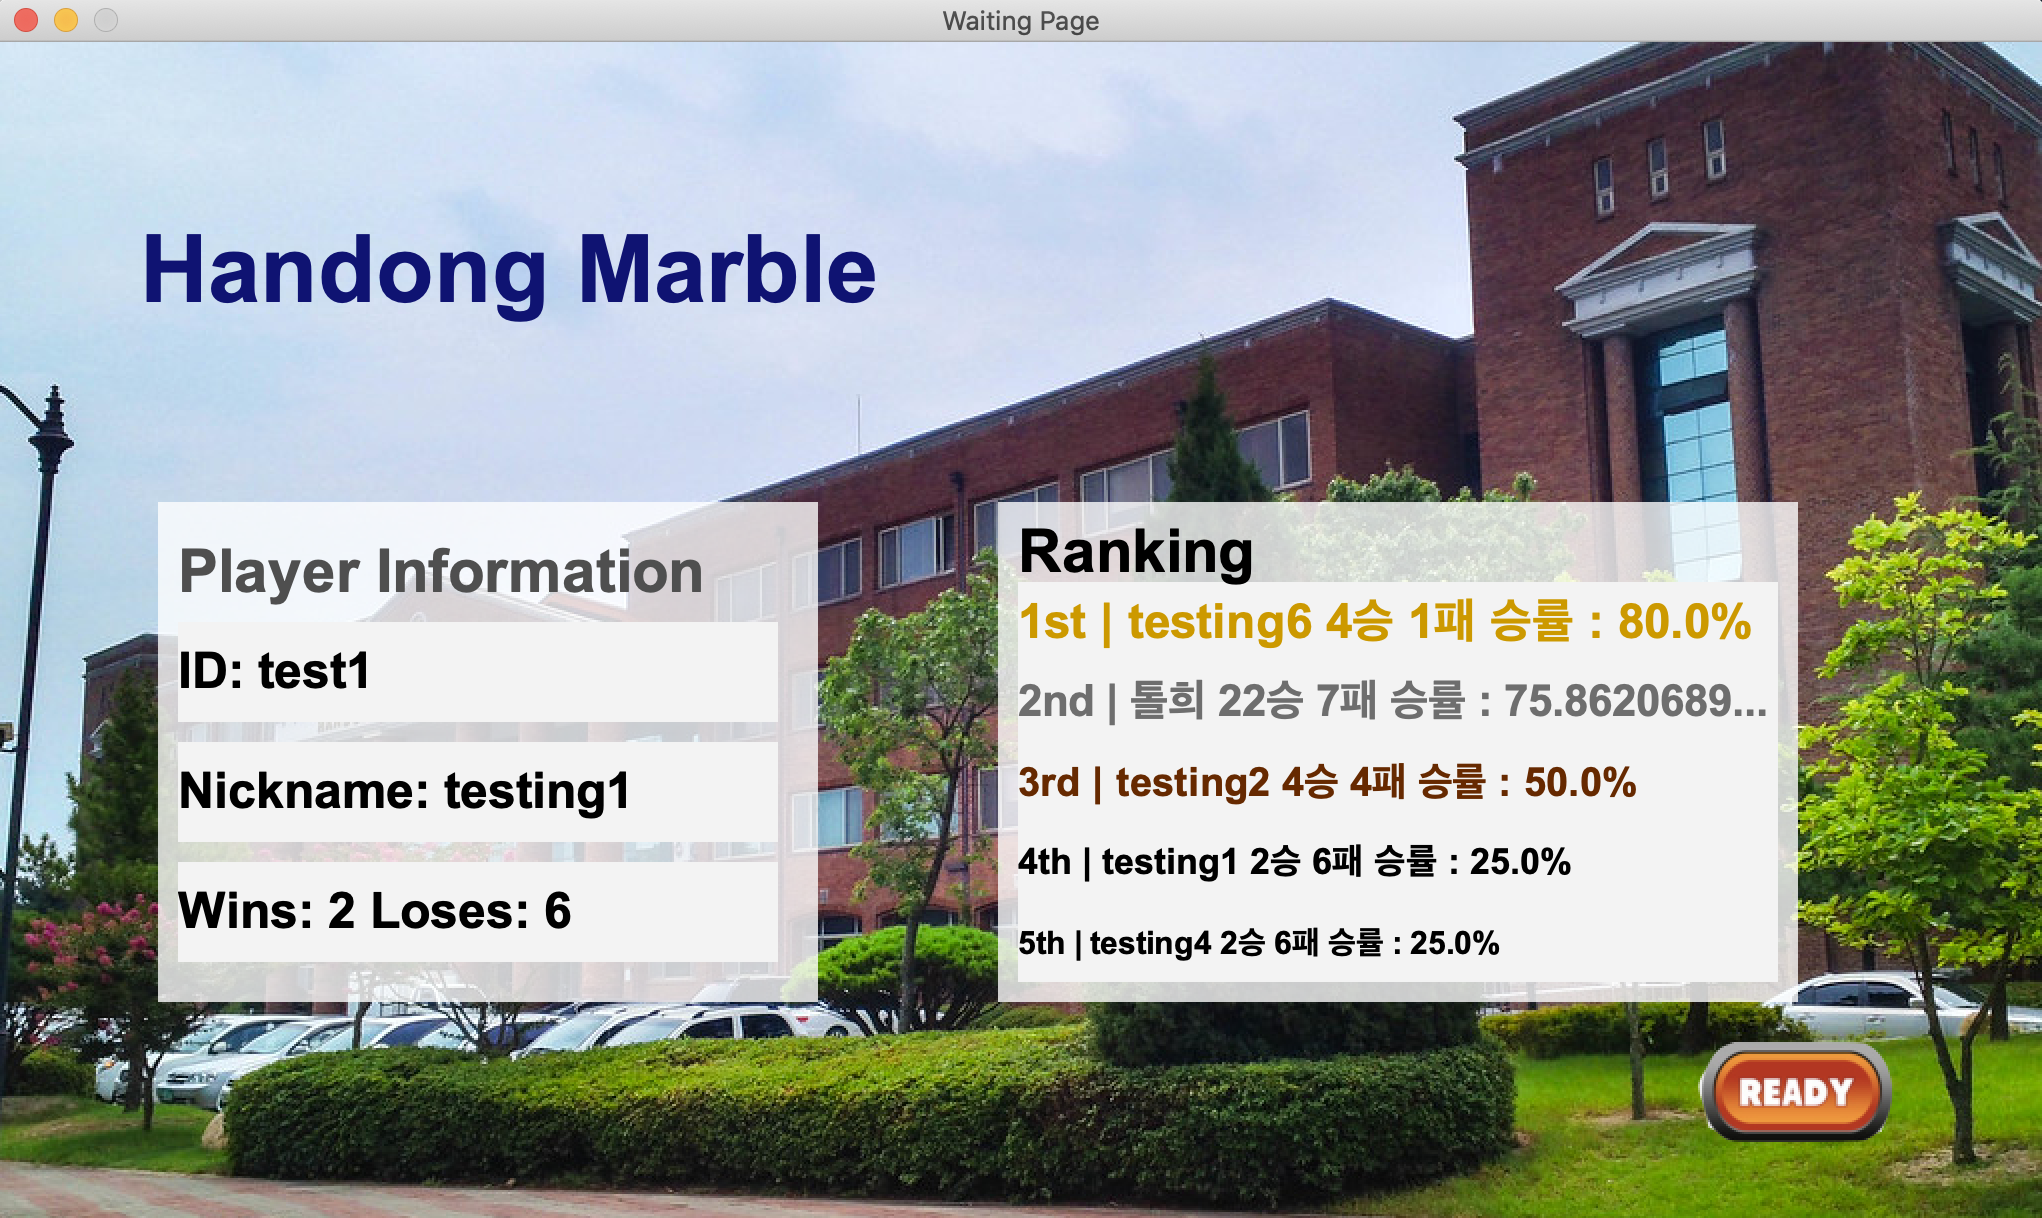 Waiting Page
Handong Marble
Player Information
ID: test1
Nickname: testing1
Wins: 2 Loses: 6
Ranking
1st | testing6 4승 1패 승률 : 80.0%
2nd | 톨희 22승 7패 승률 : 75.8620689...
3rd | testing2 4승 4패 승률 : 50.0%
4th | testing1 2승 6패 승률 : 25.0%
5th | testing4 2승 6패 승률 : 25.0%
READY